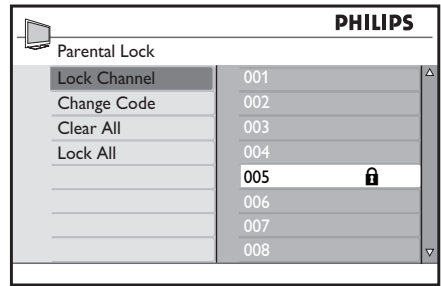 PHILIPS
Parental Lock
Lock Channel
Change Code
Clear All
Lock All
001
002
003
004
005
006
007
008